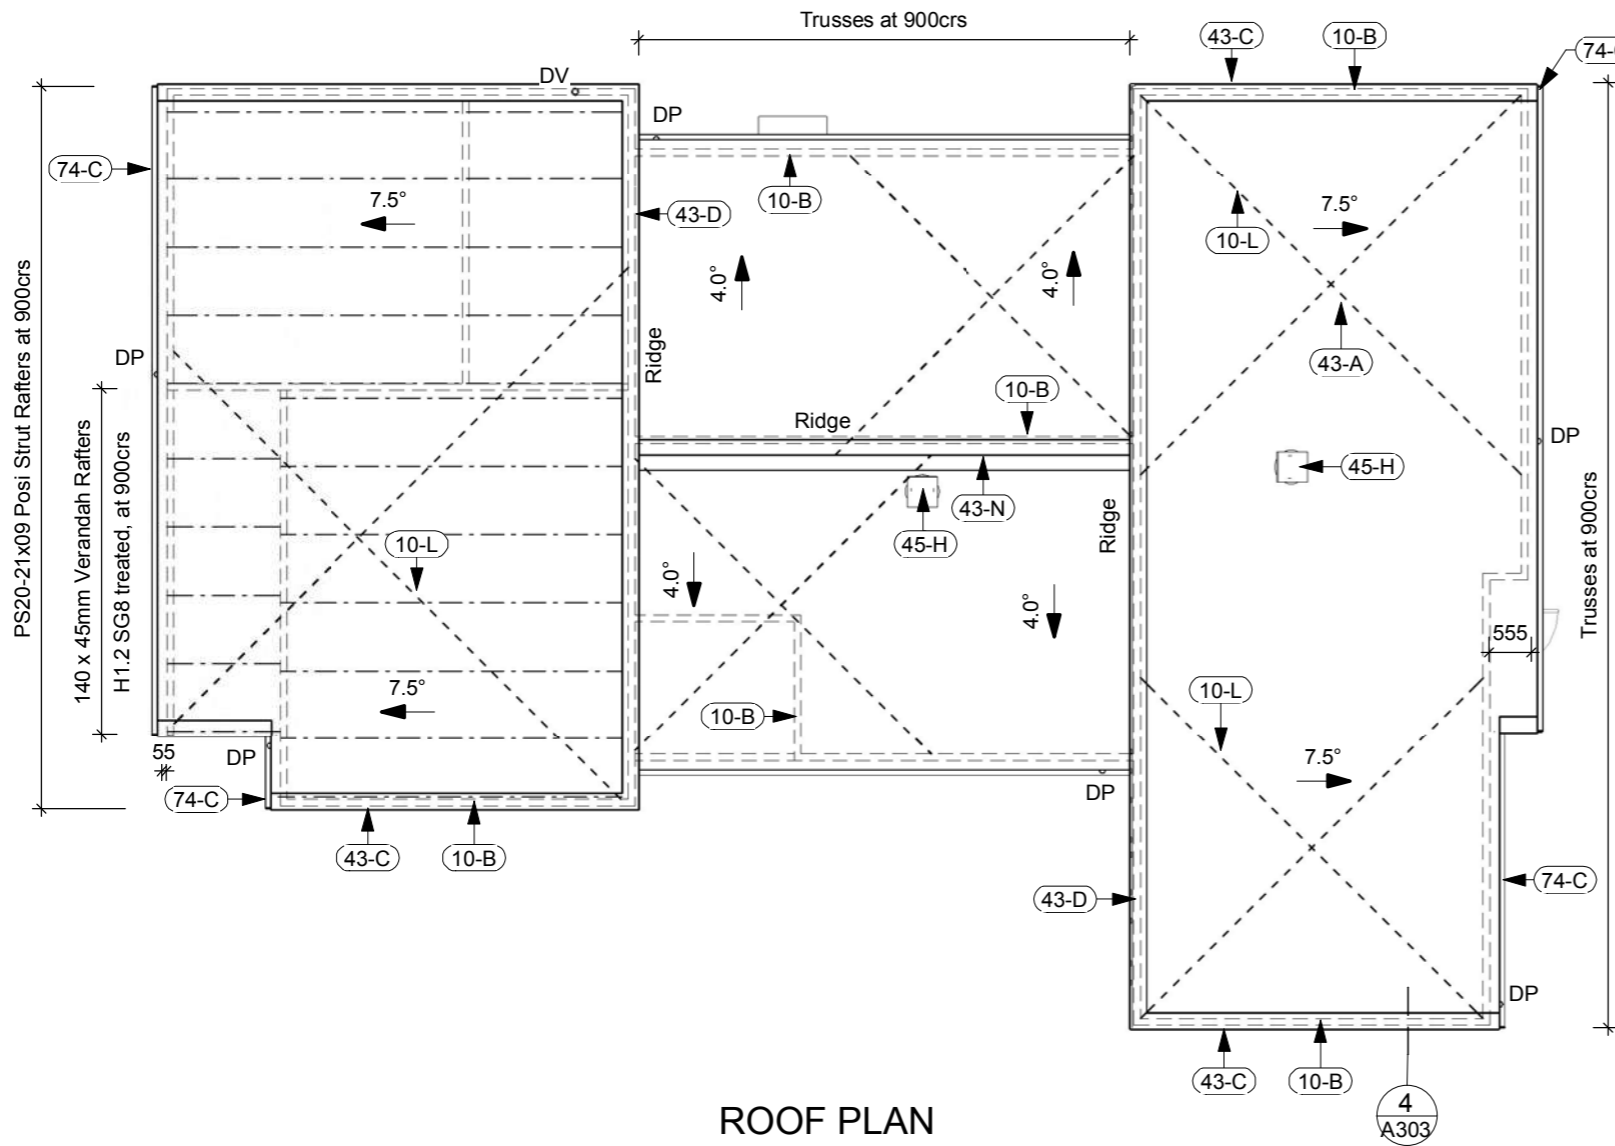 Trusses at 900crs
43-C
10-B
74-
DV
DP
74-C
10-B
43-D
7.5°
7.5°
10-L
4.0°
4.0°
43-A
Ridge
DP
PS20-21x09 Posi Strut Rafters at 900crs
140 x 45mm Verandah Rafters
H1.2 SG8 treated, at 900crs
10-B
Ridge
DP
45-H
43-N
45-H
Ridge
Trusses at 900crs
10-L
4.0°
4.0°
555
7.5°
10-L
10-B
55
DP
7.5°
74-C
DP
43-C
10-B
43-D
74-C
DP
43-C
10-B
4
A303
ROOF PLAN